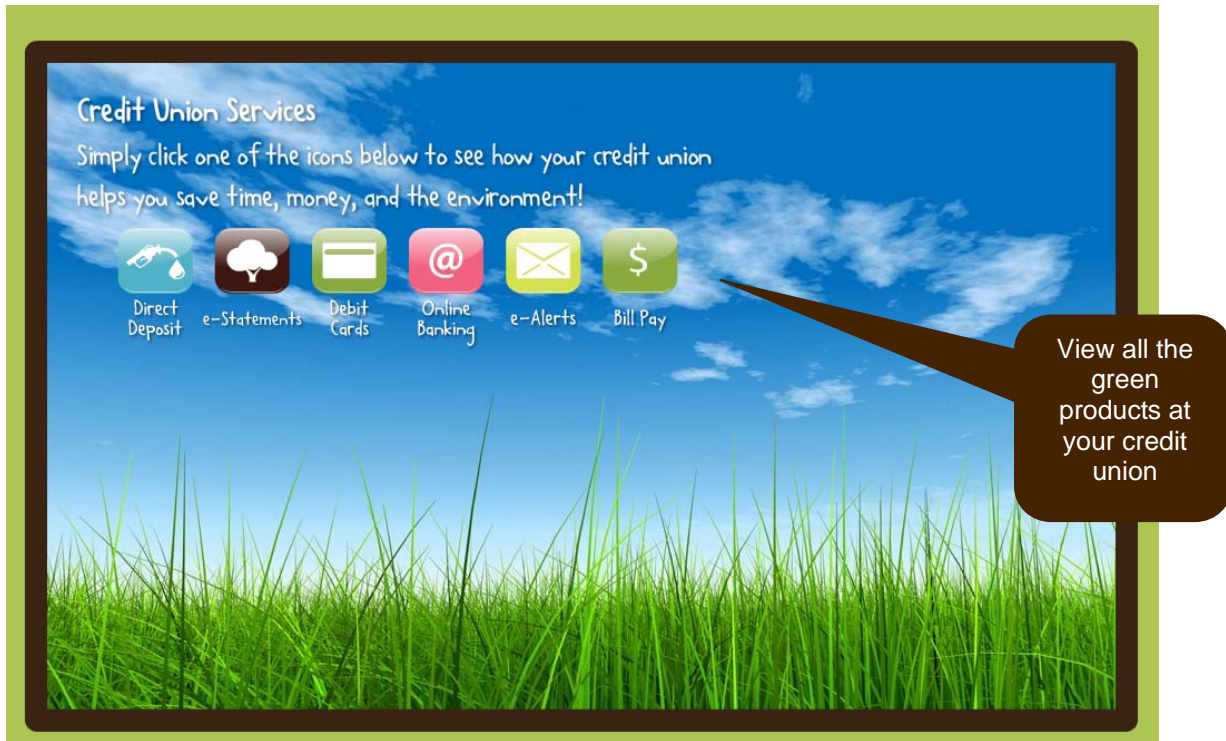 Credit Union Services
Simply click one of the icons below to see how your credit union
helps you save time, money, and the environment!
@
$
Direct
Deposit
e-Statements
Debit
Cards
Online
Banking
e-Alerts
Bill Pay
View all the
green
products at
your credit
union